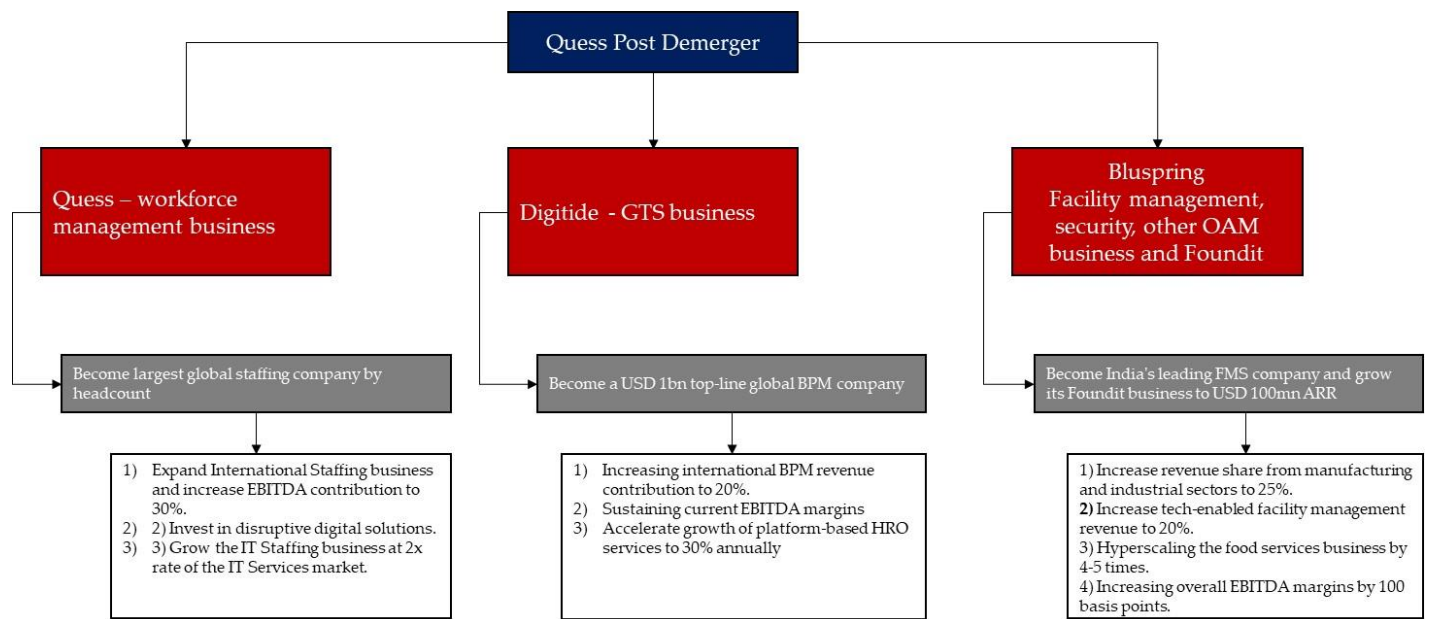 Quess Post Demerger
Quess – workforce
management business
Digitide - GTS business
Bluspring
Facility management,
security, other OAM
business and Foundit
Become largest global staffing company by
headcount
Become a USD 1bn top-line global BPM company
Become India's leading FMS company and grow
its Foundit business to USD 100mn ARR
1) Expand International Staffing business
and increase EBITDA contribution to
30%.
2) 2) Invest in disruptive digital solutions.
3) 3) Grow the IT Staffing business at 2x
rate of the IT Services market.
1) Increasing international BPM revenue
contribution to 20%.
2) Sustaining current EBITDA margins
3) Accelerate growth of platform-based HRO
services to 30% annually
1) Increase revenue share from manufacturing
and industrial sectors to 25%.
2) Increase tech-enabled facility management
revenue to 20%.
3) Hyperscaling the food services business by
4-5 times.
4) Increasing overall EBITDA margins by 100
basis points.